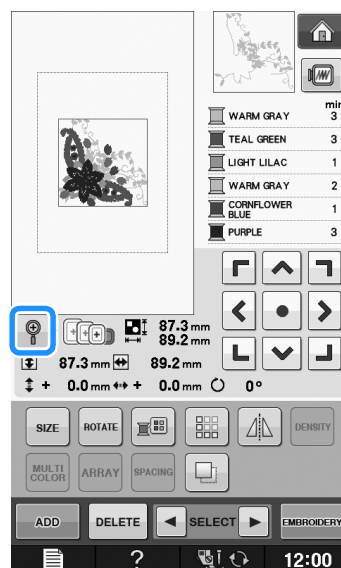 min
WARM GRAY 3
TEAL GREEN 3
LIGHT LILAC 1
WARM GRAY 2
CORNFLOWER
BLUE 1
PURPLE 3
87.3 mm
89.2 mm
87.3 mm 89.2 mm
+ 0.0 mm + 0.0 mm 0°
SIZE ROTATE DENSITY
MULTI
COLOR ARRAY SPACING
ADD DELETE SELECT EMBROIDERY
? 12:00